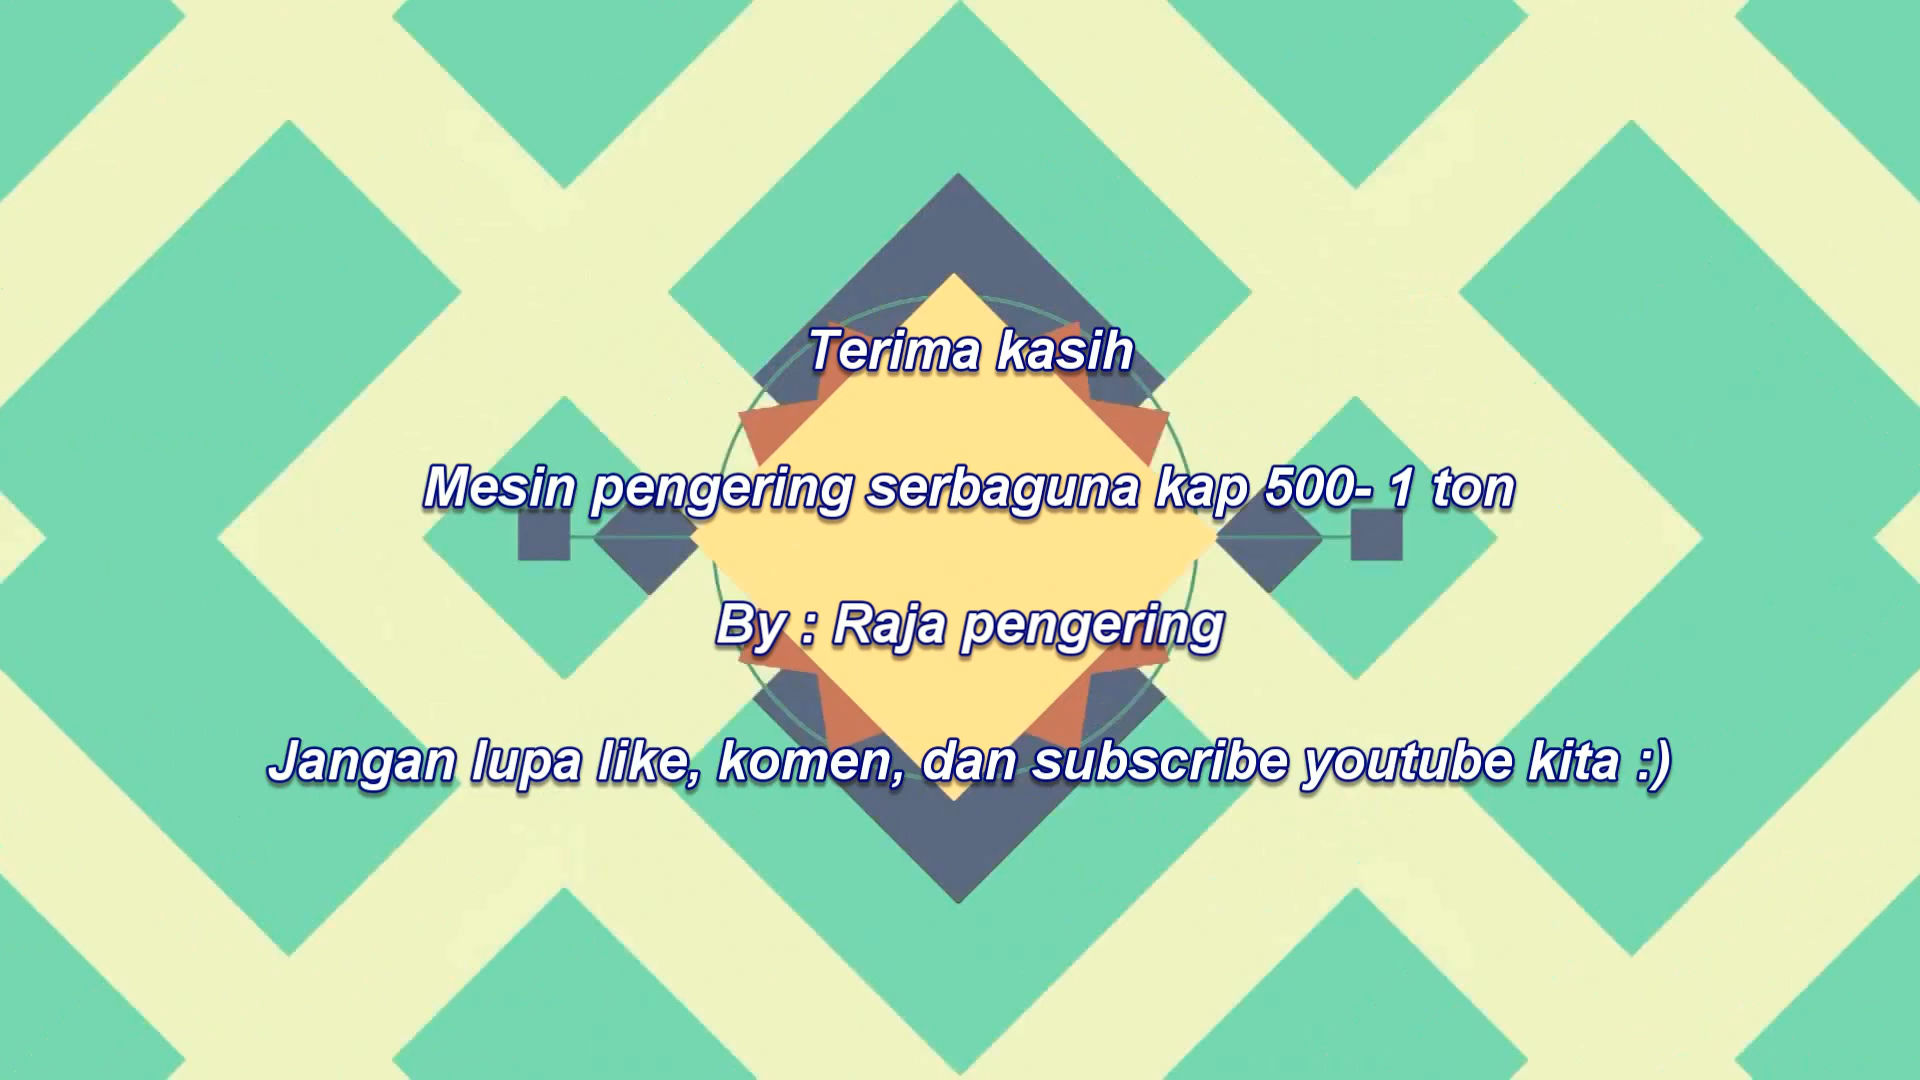 Terima kasih
Mesin pengering serbaguna kap 500- 1 ton
By : Raja pengering
Jangan lupa like, komen, dan subscribe youtube kita :)